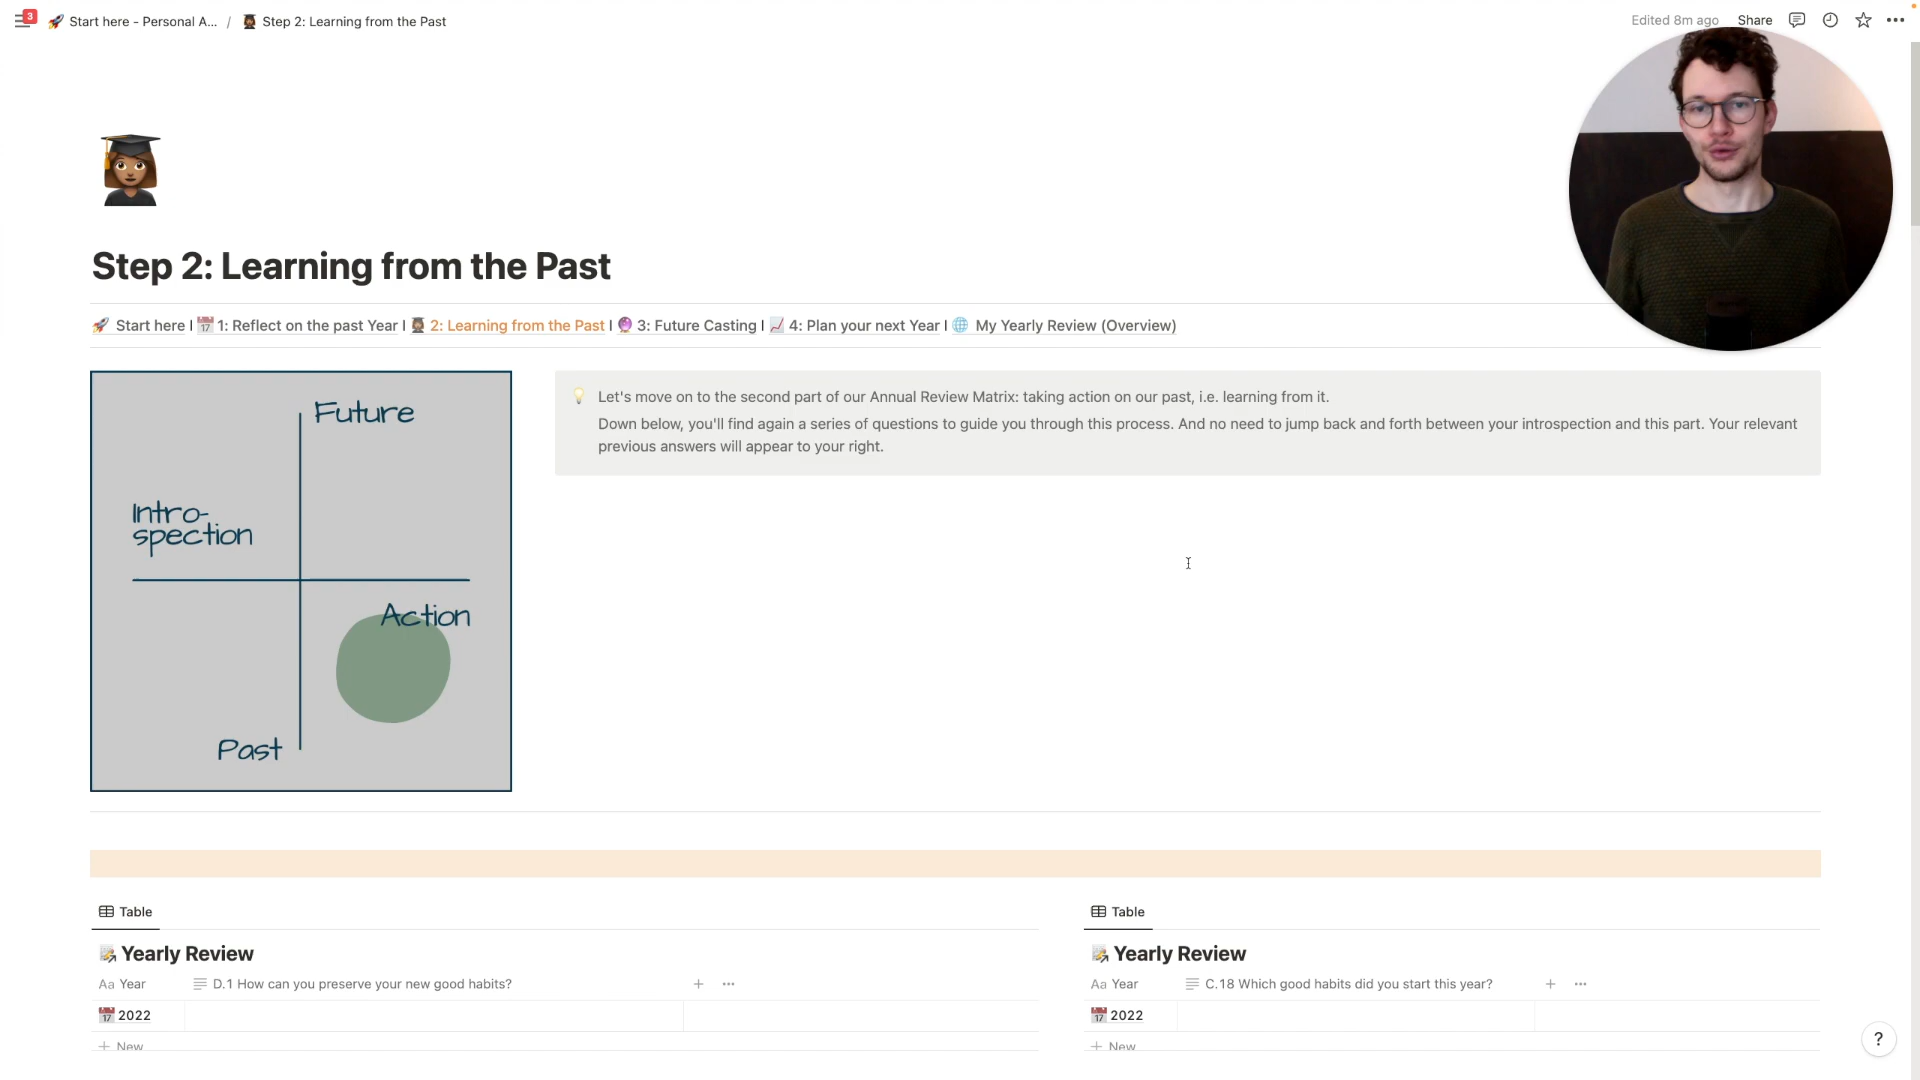 3
Start here - Personal A... / Step 2: Learning from the Past
Edited 8m ago Share
Step 2: Learning from the Past
Start here | 1: Reflect on the past Year | 2: Learning from the Past | 3: Future Casting | 4: Plan your next Year | My Yearly Review (Overview)
Future
Intro-
spection
Action
Past
Let's move on to the second part of our Annual Review Matrix: taking action on our past, i.e. learning from it.
Down below, you'll find again a series of questions to guide you through this process. And no need to jump back and forth between your introspection and this part. Your relevant
previous answers will appear to your right.
Table
Yearly Review
Aa Year D.1 How can you preserve your new good habits?
2022
+ New
Table
Yearly Review
Aa Year C.18 Which good habits did you start this year?
2022
+ New
?